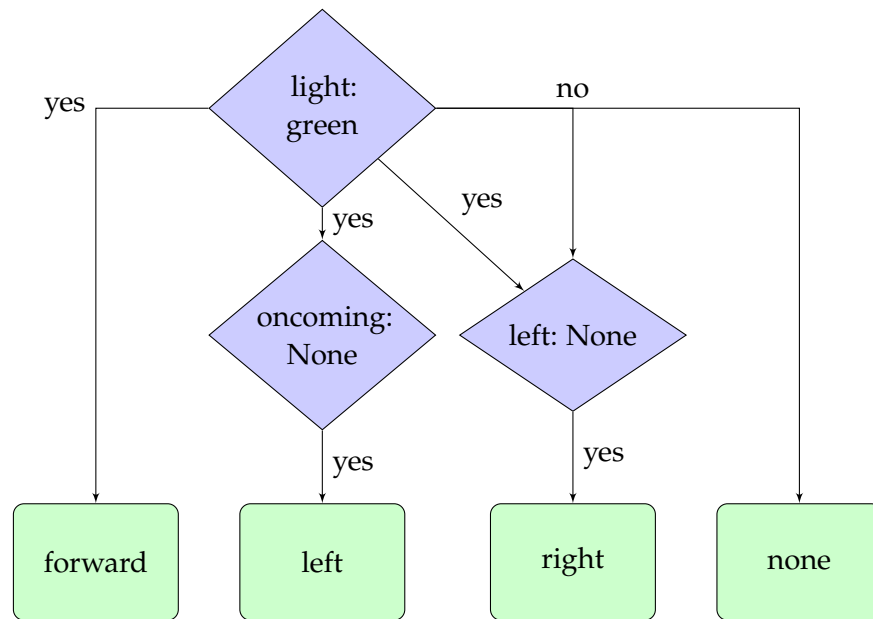 light:
green
yes
no
yes
yes
oncoming:
None
left: None
yes
yes
forward
left
right
none